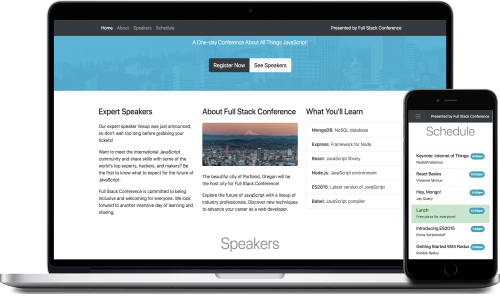 Home About Speakers Schedule
Presented by Full Stack Conference
A One-day Conference About All Things JavaScript!
Register Now
See Speakers
Expert Speakers
Our expert speaker lineup was just announced,
so don't wait too long before grabbing your
tickets!
Want to meet the international JavaScript
community and share skills with some of the
world's top experts, hackers, and makers? Be
the first to know what to expect for the future of
JavaScript.
Full Stack Conference is committed to being
inclusive and welcoming for everyone. We look
forward to another intensive day of learning and
sharing.
About Full Stack Conference
The beautiful city of Portland, Oregon will be
the host city for Full Stack Conference!
Explore the future of JavaScript with a lineup of
industry professionals. Discover new techniques
to advance your career as a web developer.
What You'll Learn
MongoDB: NoSQL database
Express: Framework for Node
React: JavaScript library
Node.js: JavaScript environment
ES2015: Latest version of JavaScript
Babel: JavaScript compiler
Speakers
Presented by Full Stack Conference
Schedule
Keynote: Internet of Things
React Basics
Vivianne McVue
Hey, Mongo!
Jay Query
Lunch
Free pizzas for everyone!
Introducing ES2015
Getting Started With Redux
Robbie Redux